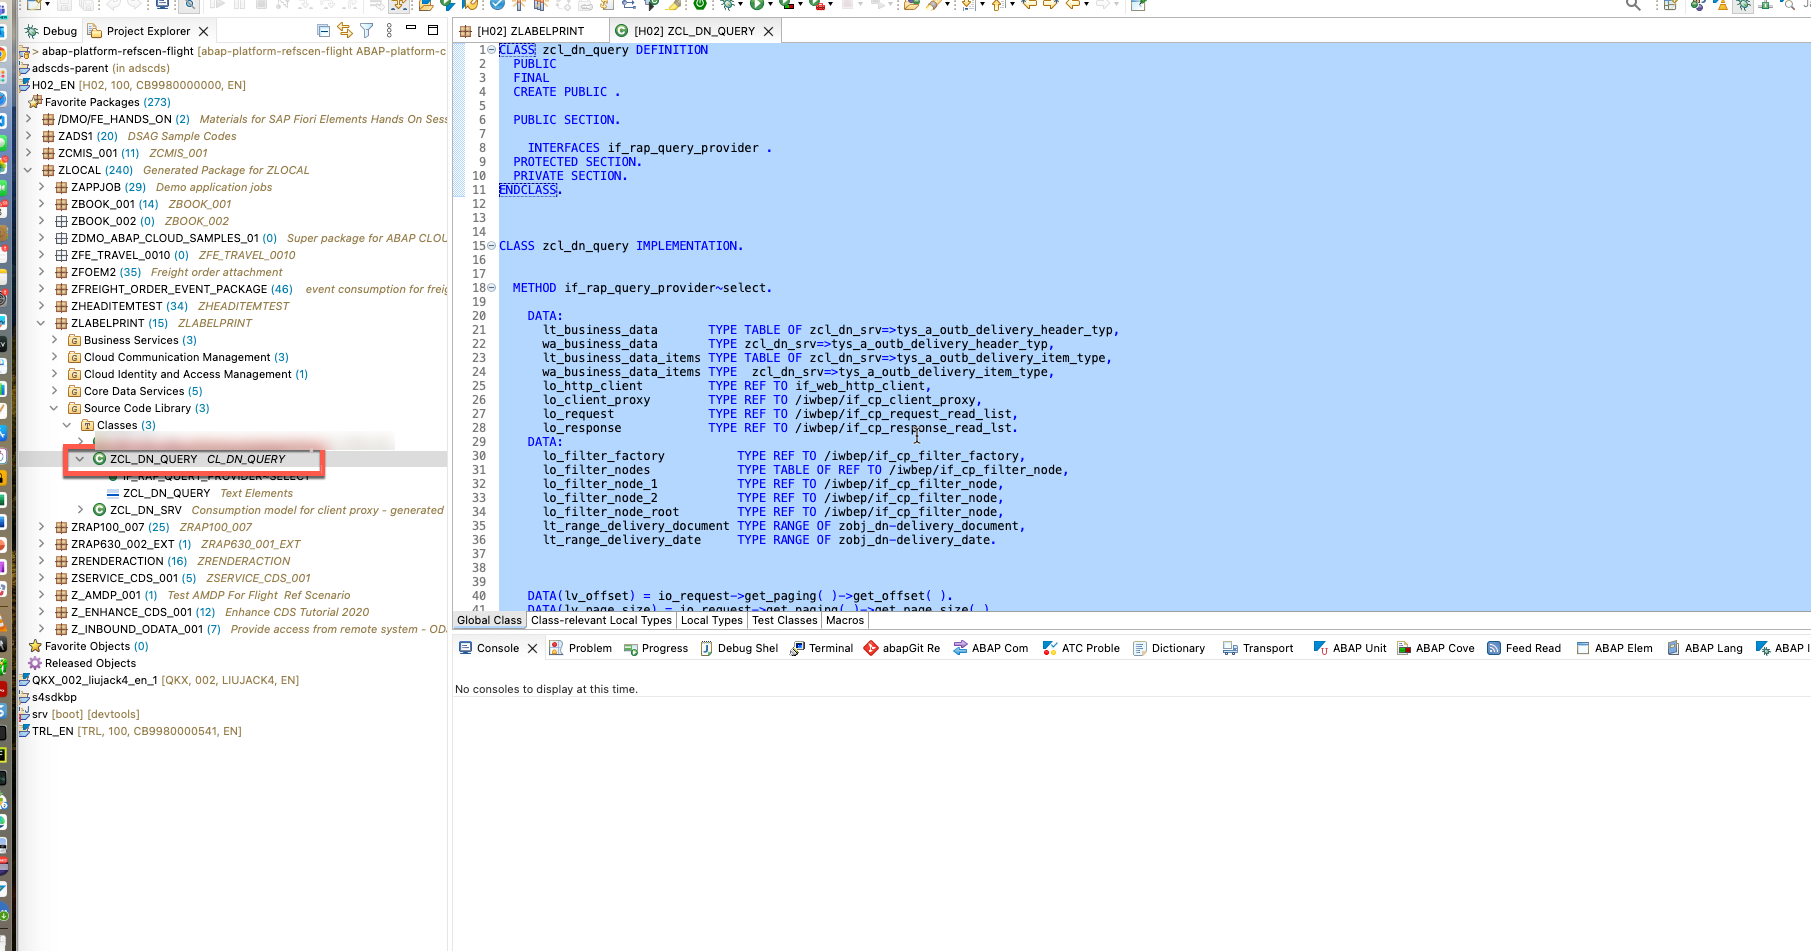 Debug
Project Explorer
[H02] ZLABELPRINT
[H02] ZCL_DN_QUERY
> abap-platform-refscen-flight [abap-platform-refscen-flight ABAP-platform-c
adscds-parent (in adscds)
H02_EN [H02, 100, CB9980000000, EN]
Favorite Packages (273)
/DMO/FE_HANDS_ON (2) Materials for SAP Fiori Elements Hands On Sess
ZADS1 (20) DSAG Sample Codes
ZCMIS_001 (11) ZCMIS_001
ZLOCAL (240) Generated Package for ZLOCAL
ZAPPJOB (29) Demo application jobs
ZBOOK_001 (14) ZBOOK_001
ZBOOK_002 (0) ZBOOK_002
ZDMO_ABAP_CLOUD_SAMPLES_01 (0) Super package for ABAP CLOU
ZFE_TRAVEL_0010 (0) ZFE_TRAVEL_0010
ZFOEM2 (35) Freight order attachment
ZFREIGHT_ORDER_EVENT_PACKAGE (46) event consumption for freig
ZHEADITEMTEST (34) ZHEADITEMTEST
ZLABELPRINT (15) ZLABELPRINT
Business Services (3)
Cloud Communication Management (3)
Cloud Identity and Access Management (1)
Core Data Services (5)
Source Code Library (3)
Classes (3)
ZCL_DN_QUERY CL_DN_QUERY
IF_RAP_QUERY_PROVIDER~SELECT
ZCL_DN_QUERY Text Elements
ZCL_DN_SRV Consumption model for client proxy - generated
ZRAP100_007 (25) ZRAP100_007
ZRAP630_002_EXT (1) ZRAP630_001_EXT
ZRENDERACTION (16) ZRENDERACTION
ZSERVICE_CDS_001 (5) ZSERVICE_CDS_001
Z_AMDP_001 (1) Test AMDP For Flight Ref Scenario
Z_ENHANCE_CDS_001 (12) Enhance CDS Tutorial 2020
Z_INBOUND_ODATA_001 (7) Provide access from remote system - OD
Favorite Objects (0)
Released Objects
QKX_002_liujack4_en_1 [QKX, 002, LIUJACK4, EN]
s4sdkbp
srv [boot] [devtools]
TRL_EN [TRL, 100, CB9980000541, EN]
1 CLASS zcl_dn_query DEFINITION
2 PUBLIC
3 FINAL
4 CREATE PUBLIC .
5
6 PUBLIC SECTION.
7
8 INTERFACES if_rap_query_provider .
9 PROTECTED SECTION.
10 PRIVATE SECTION.
11 ENDCLASS.
12
13
14
15 CLASS zcl_dn_query IMPLEMENTATION.
16
17
18 METHOD if_rap_query_provider~select.
19
20 DATA:
21 lt_business_data TYPE TABLE OF zcl_dn_srv=>tys_a_outb_delivery_header_typ,
22 wa_business_data TYPE zcl_dn_srv=>tys_a_outb_delivery_header_typ,
23 lt_business_data_items TYPE TABLE OF zcl_dn_srv=>tys_a_outb_delivery_item_type,
24 wa_business_data_items TYPE zcl_dn_srv=>tys_a_outb_delivery_item_type,
25 lo_http_client TYPE REF TO if_web_http_client,
26 lo_client_proxy TYPE REF TO /iwbep/if_cp_client_proxy,
27 lo_request TYPE REF TO /iwbep/if_cp_request_read_list,
28 lo_response TYPE REF TO /iwbep/if_cp_response_read_lst.
29 DATA:
30 lo_filter_factory TYPE REF TO /iwbep/if_cp_filter_factory,
31 lo_filter_nodes TYPE TABLE OF REF TO /iwbep/if_cp_filter_node,
32 lo_filter_node_1 TYPE REF TO /iwbep/if_cp_filter_node,
33 lo_filter_node_2 TYPE REF TO /iwbep/if_cp_filter_node,
34 lo_filter_node_root TYPE REF TO /iwbep/if_cp_filter_node,
35 lt_range_delivery_document TYPE RANGE OF zobj_dn-delivery_document,
36 lt_range_delivery_date TYPE RANGE OF zobj_dn-delivery_date.
37
38
39
40 DATA(lv_offset) = io_request->get_paging( )->get_offset( ).
41 DATA(lv_page_size) = io_request->get_paging( )->get_page_size( )
Global Class Class-relevant Local Types Local Types Test Classes Macros
Console Problem Progress Debug Shel Terminal abapGit Re ABAP Com ATC Proble Dictionary Transport ABAP Unit ABAP Cove Feed Read ABAP Elem ABAP Lang ABAP I
No consoles to display at this time.